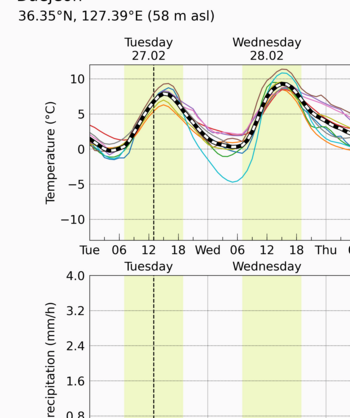 36.35°N, 127.39°E (58 m asl)
Tuesday Wednesday
27.02 28.02
Temperature (°C)
10
5
0
−5
−10
Tue 06 12 18 Wed 06 12 18 Thu
Tuesday Wednesday
(mm/h)
4.0
3.2
2.4
1.6
0.8